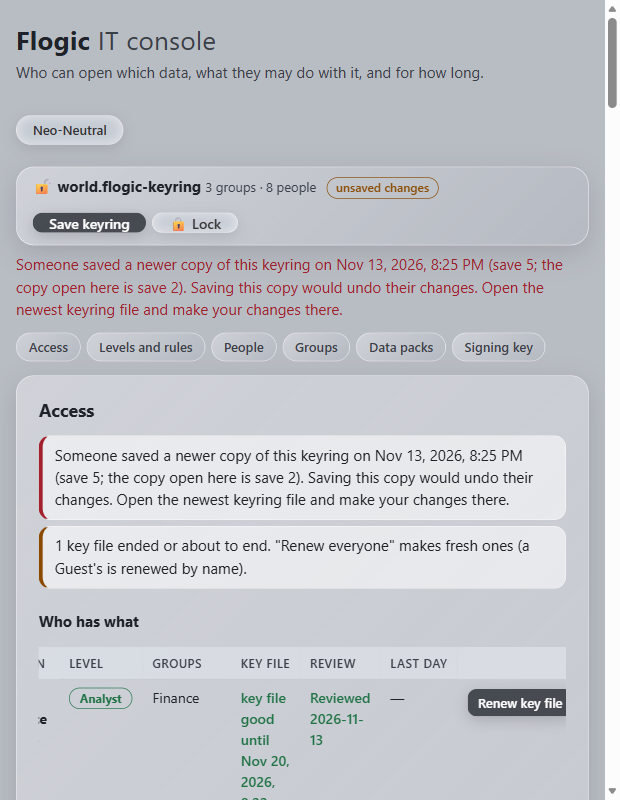 Flogic IT console
Who can open which data, what they may do with it, and for how long.
Neo-Neutral
world.flogic-keyring 3 groups · 8 people unsaved changes
Save keyring Lock
Someone saved a newer copy of this keyring on Nov 13, 2026, 8:25 PM (save 5; the
copy open here is save 2). Saving this copy would undo their changes. Open the
newest keyring file and make your changes there.
Access Levels and rules People Groups Data packs Signing key
Access
Someone saved a newer copy of this keyring on Nov 13, 2026, 8:25 PM
(save 5; the copy open here is save 2). Saving this copy would undo their
changes. Open the newest keyring file and make your changes there.
1 key file ended or about to end. "Renew everyone" makes fresh ones (a
Guest's is renewed by name).
Who has what
LEVEL GROUPS KEY FILE REVIEW LAST DAY
Analyst Finance key file Reviewed — Renew key file
good 2026-11-
until 13
Nov 20,
2026,